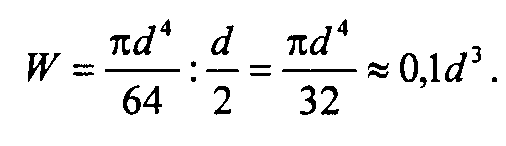 W = πd⁴/64 : d/2 = πd⁴/32 ≈ 0,1d³.